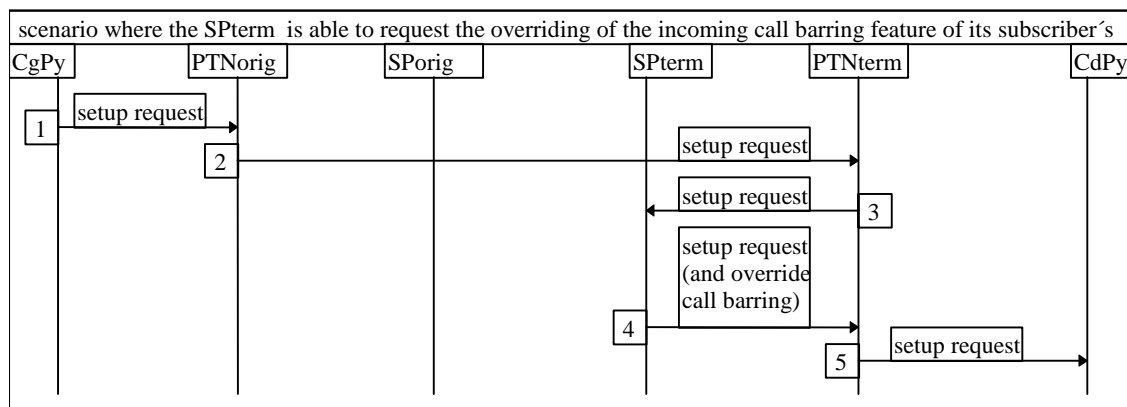 scenario where the SPterm is able to request the overriding of the incoming call barring feature of its subscriber´s
CgPy PTNorig SPorig SPterm PTNterm CdPy
1 setup request
2 setup request
setup request 3
setup request
(and override
call barring)
4
5 setup request